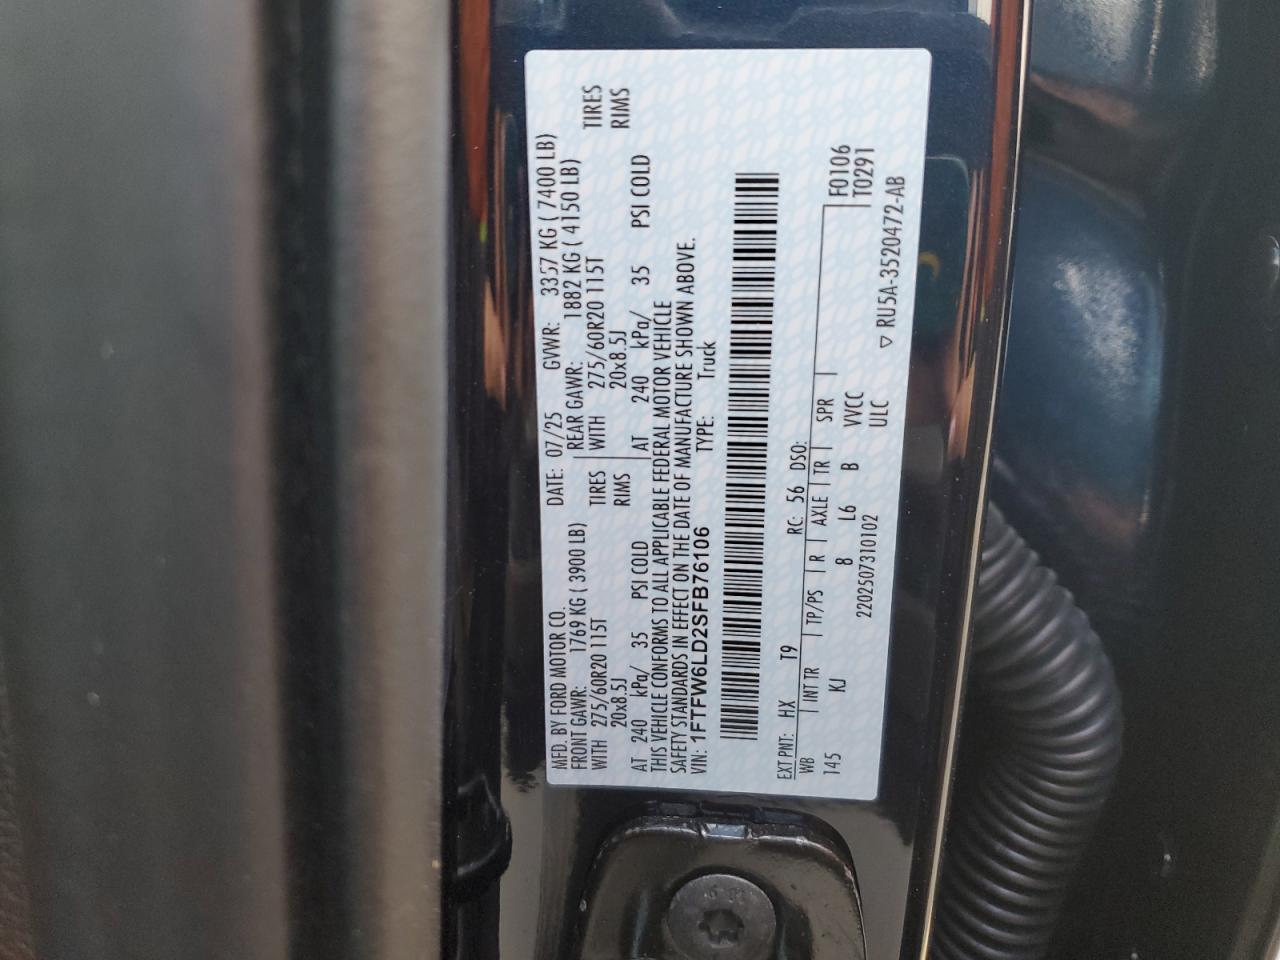 MFD. BY FORD MOTOR CO. DATE: 07/25 GVWR: 3357 KG ( 7400 LB)
FRONT GAWR: 1769 KG ( 3900 LB) REAR GAWR: 1882 KG ( 4150 LB)
WITH 275/60R20 115T TIRES WITH 275/60R20 115T TIRES
20x8.5J RIMS 20x8.5J RIMS
AT 240 kPa/ 35 PSI COLD AT 240 kPa/ 35 PSI COLD
THIS VEHICLE CONFORMS TO ALL APPLICABLE FEDERAL MOTOR VEHICLE
SAFETY STANDARDS IN EFFECT ON THE DATE OF MANUFACTURE SHOWN ABOVE.
VIN: 1FTFW6LD2SFB76106 TYPE: Truck
EXT PNT: HX T9 RC: 56 DSO:
WB INT TR TP/PS R AXLE TR SPR F0106
145 KJ 8 L6 B VVCC T0291
ULC
2202507310102 ▽ RU5A-3520472-AB